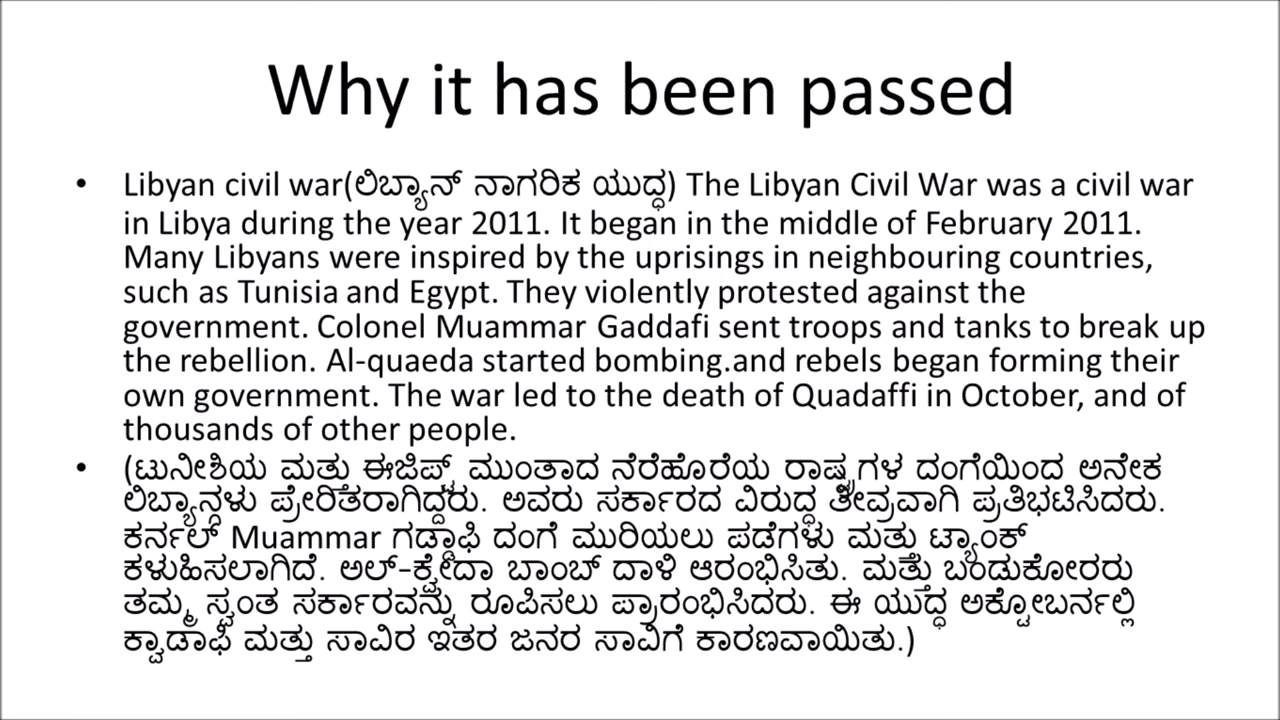 Why it has been passed
• Libyan civil war(ಲಿಬ್ಯಾನ್ ನಾಗರಿಕ ಯುದ್ಧ) The Libyan Civil War was a civil war
in Libya during the year 2011. It began in the middle of February 2011.
Many Libyans were inspired by the uprisings in neighbouring countries,
such as Tunisia and Egypt. They violently protested against the
government. Colonel Muammar Gaddafi sent troops and tanks to break up
the rebellion. Al-quaeda started bombing.and rebels began forming their
own government. The war led to the death of Quadaffi in October, and of
thousands of other people.
• (ಟುನೀಶಿಯ ಮತ್ತು ಈಜಿಪ್ಟ್ ಮುಂತಾದ ನೆರೆಹೊರೆಯ ರಾಷ್ಟ್ರಗಳ ದಂಗೆಯಿಂದ ಅನೇಕ
ಲಿಬ್ಯಾನ್ಗಳು ಪ್ರೇರಿತರಾಗಿದ್ದರು. ಅವರು ಸರ್ಕಾರದ ವಿರುದ್ಧ ತೀವ್ರವಾಗಿ ಪ್ರತಿಭಟಿಸಿದರು.
ಕರ್ನಲ್ Muammar ಗಡ್ಡಾಫಿ ದಂಗೆ ಮುರಿಯಲು ಪಡೆಗಳು ಮತ್ತು ಟ್ಯಾಂಕ್
ಕಳುಹಿಸಲಾಗಿದೆ. ಅಲ್-ಕ್ವೇದಾ ಬಾಂಬ್ ದಾಳಿ ಆರಂಭಿಸಿತು. ಮತ್ತು ಬಂಡುಕೋರರು
ತಮ್ಮ ಸ್ವಂತ ಸರ್ಕಾರವನ್ನು ರೂಪಿಸಲು ಪ್ರಾರಂಭಿಸಿದರು. ಈ ಯುದ್ಧ ಅಕ್ಟೋಬರ್ನಲ್ಲಿ
ಕ್ವಾಡಾಫಿ ಮತ್ತು ಸಾವಿರ ಇತರ ಜನರ ಸಾವಿಗೆ ಕಾರಣವಾಯಿತು.)